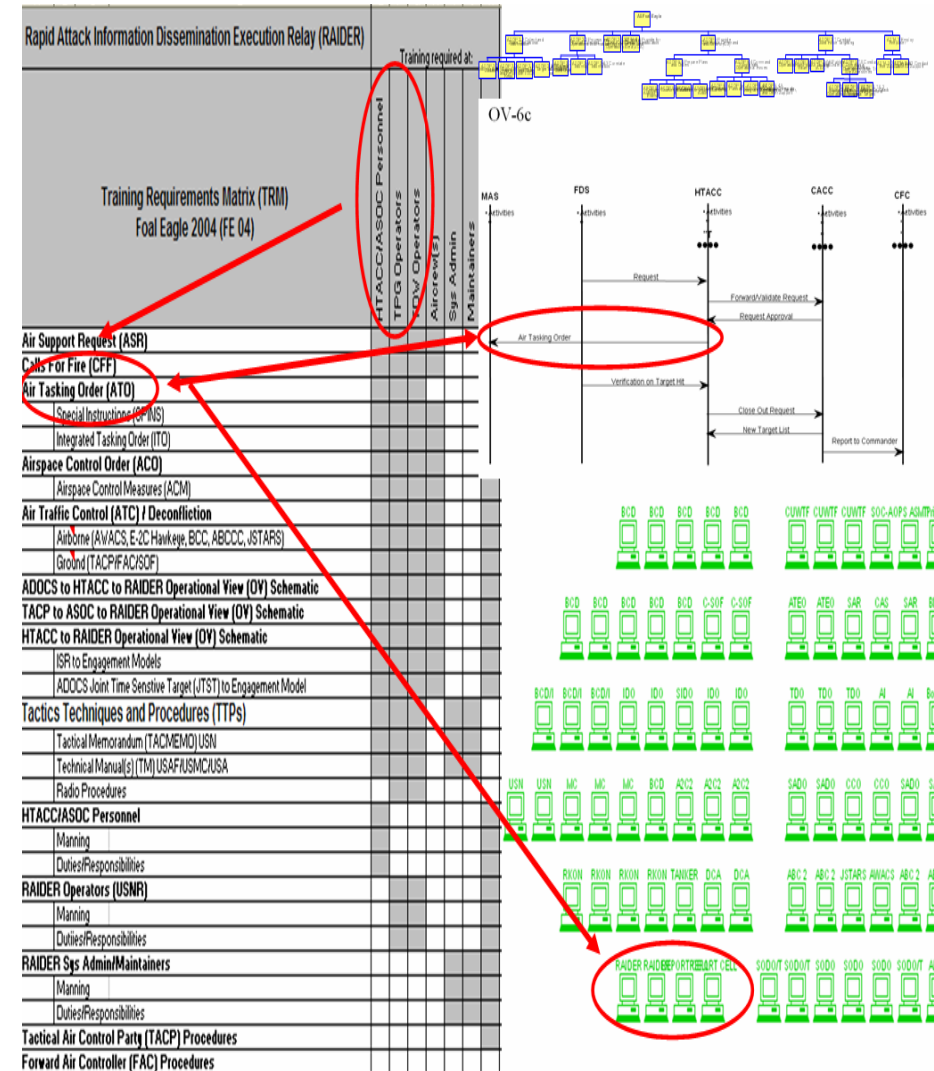 Rapid Attack Information Dissemination Execution Relay (RAIDER)
Training required at:
Training Requirements Matrix (TRM)
Foal Eagle 2004 (FE 04)
HTACC/ASOC Personnel
TPG Operators
Operators
Aircrew(s)
Sys Admin
Maintainers
Air Support Request (ASR)
Calls For Fire (CFF)
Air Tasking Order (ATO)
Special Instructions (SPINS)
Integrated Tasking Order (ITO)
Airspace Control Order (ACO)
Airspace Control Measures (ACM)
Air Traffic Control (ATC) / Deconfliction
Airborne (AWACS, E-2C Hawkeye, BCC, ABCCC, JSTARS)
Ground (TACP/FAC/SOF)
ADOCS to HTACC to RAIDER Operational View (OV) Schematic
TACP to ASOC to RAIDER Operational View (OV) Schematic
HTACC to RAIDER Operational View (OV) Schematic
ISR to Engagement Models
ADOCS Joint Time Senstive Target (JTST) to Engagement Model
Tactics Techniques and Procedures (TTPs)
Tactical Memorandum (TACMEMO) USN
Technical Manual(s) (TM) USAF/USMC/USA
Radio Procedures
HTACC/ASOC Personnel
Manning
Duties/Responsibilities
RAIDER Operators (USNR)
Manning
Duties/Responsibilities
RAIDER Sys Admin/Maintainers
Manning
Duties/Responsibilities
Tactical Air Control Party (TACP) Procedures
Forward Air Controller (FAC) Procedures
OV-6c
MAS FDS HTACC CACC CFC
Activities Activities Activities Activities Activities
Request
Forward/Validate Request
Request Approval
Air Tasking Order
Verification on Target Hit
Close Out Request
New Target List
Report to Commander
BCD BCD BCD BCD BCD CUWTF CUWTF CUWTF SOC-AOPS
BCD BCD BCD BCD BCD C-SOF C-SOF ATEO ATEO SAR CAS SAR
BCD/I BCD/I BCD/I IDO IDO SIDO IDO IDO TDO TDO TDO AI AI
USN USN MC MC MC BCD A2C2 A2C2 A2C2 SADO SADO CCO CCO SADO
RKON RKON RKON RKON TANKER DCA DCA ABC 2 ABC 2 JSTARS AWACS ABC 2
RAIDER CELL SODO/T SODO/T SODO SODO SODO SODO/T